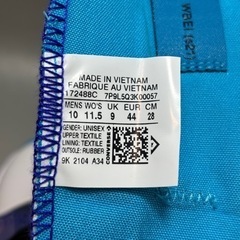 MADE IN VIETNAM
FABRIQUE AU VIETNAM
172488C 7P9L5Q3K00057
MENS WO'S UK EUR CM
10 11.5 9 44 28
GENDER: UNISEX
UPPER: TEXTILE
LINING: TEXTILE
OUTSOLE: RUBBER
9K 2104 A34
CONVERSE